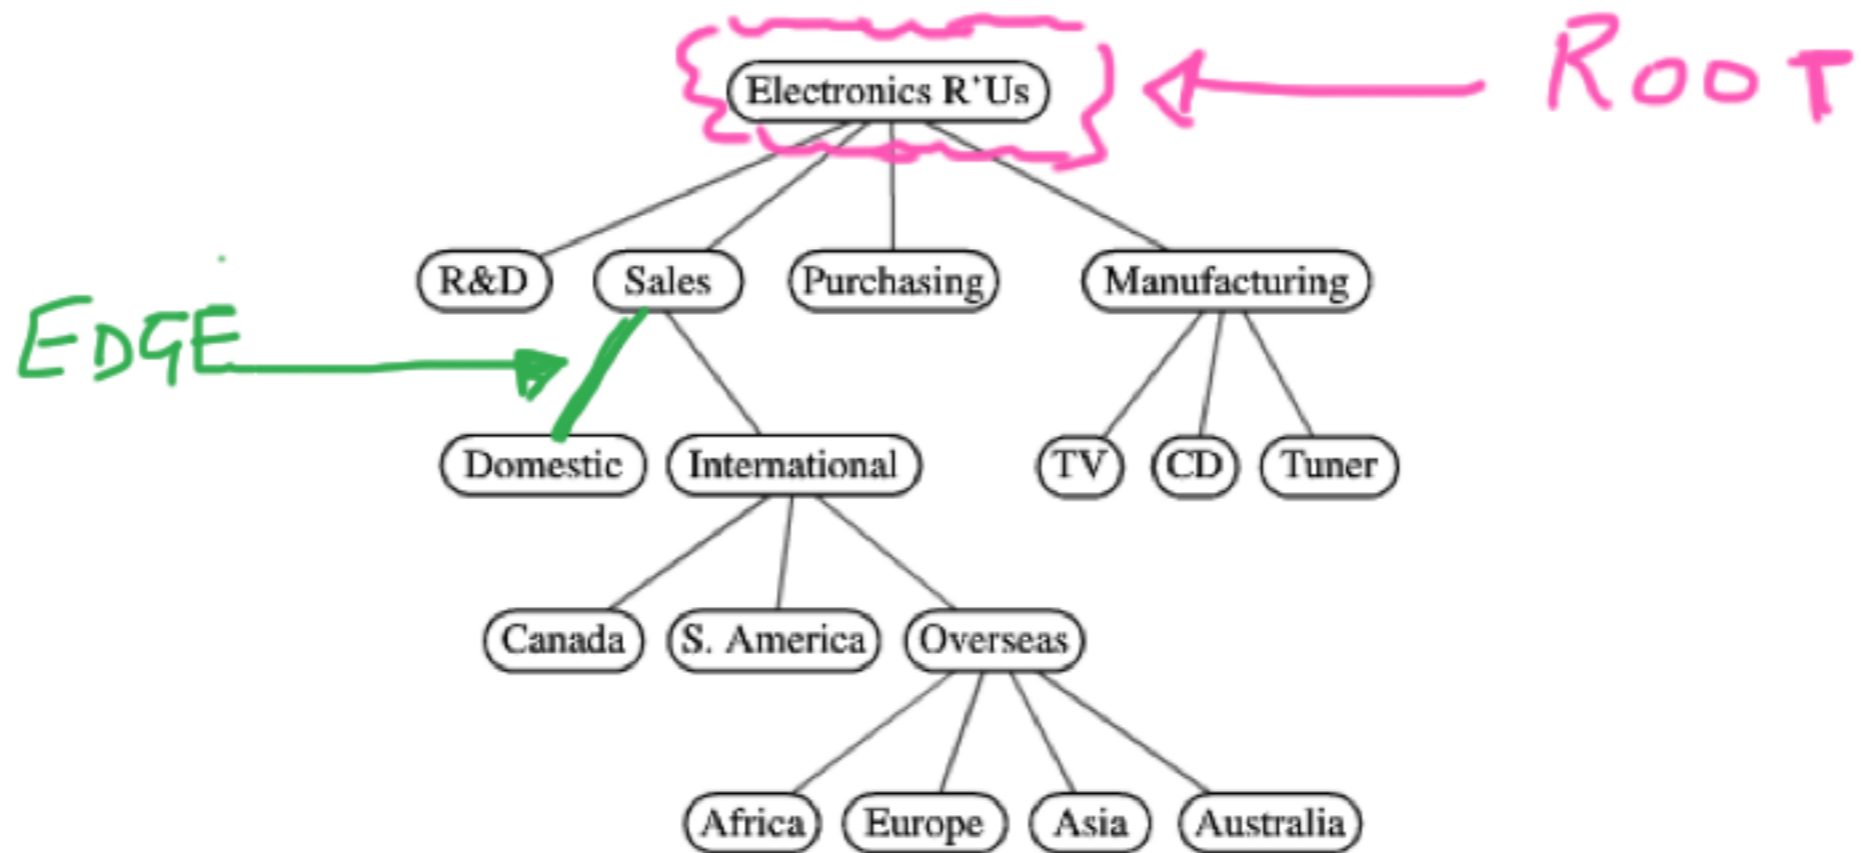 Electronics R'Us
ROOT
R&D Sales Purchasing Manufacturing
EDGE
Domestic International TV CD Tuner
Canada S. America Overseas
Africa Europe Asia Australia